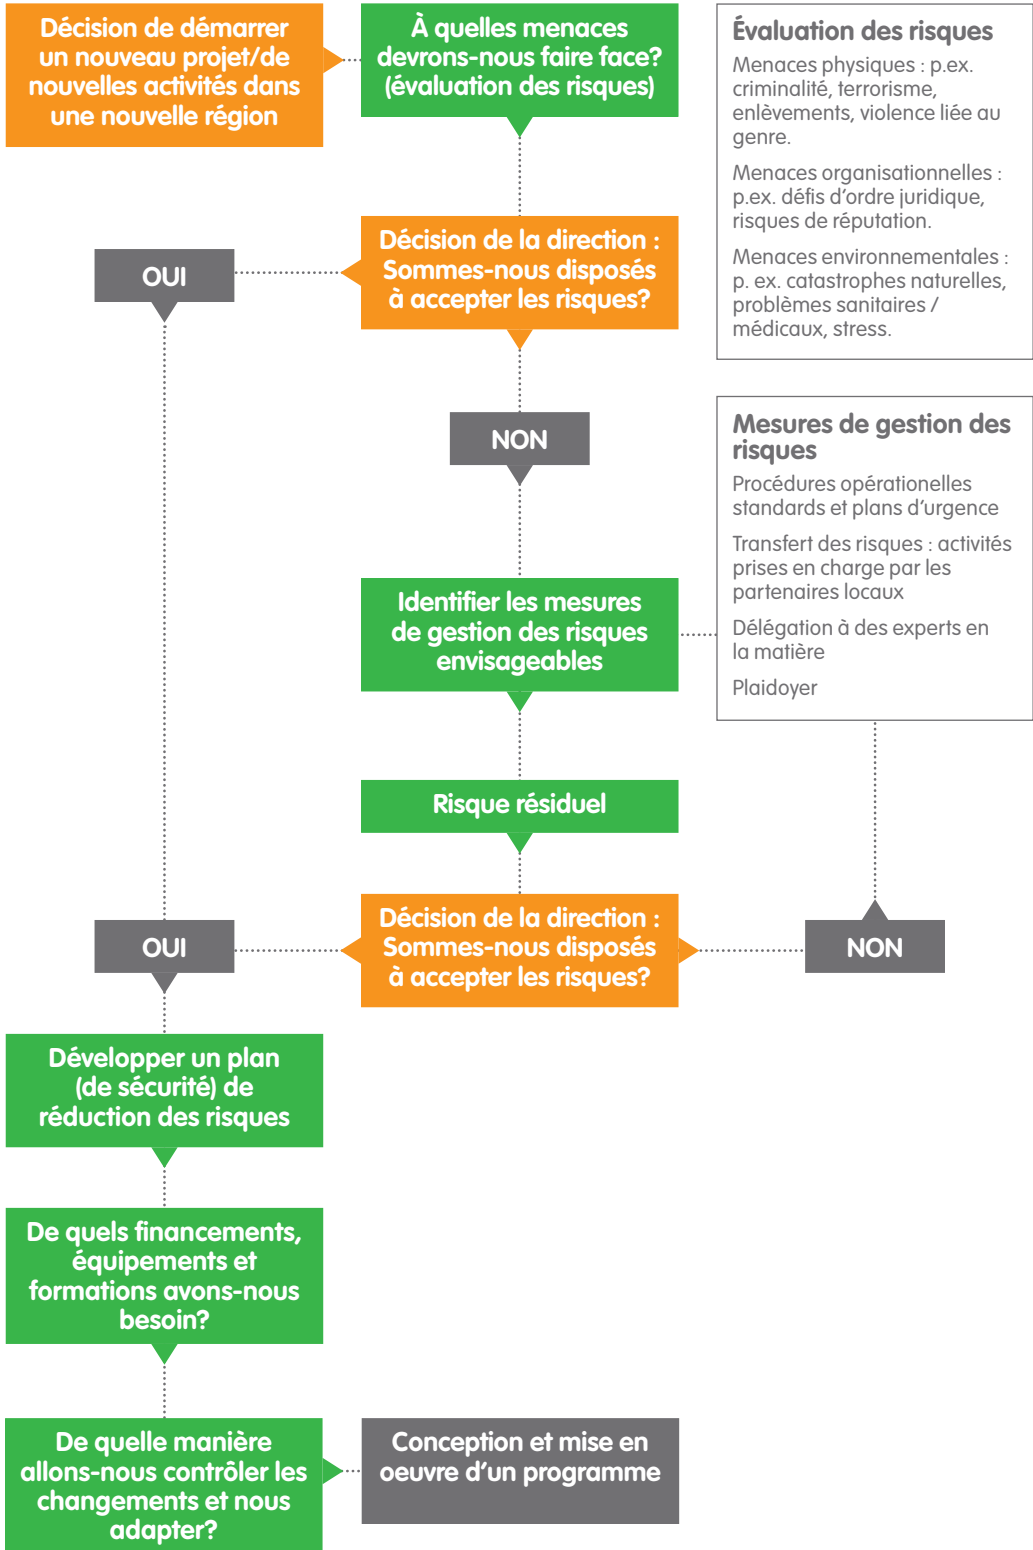 Décision de démarrer
un nouveau projet/de
nouvelles activités dans
une nouvelle région
À quelles menaces
devrons-nous faire face?
(évaluation des risques)
Évaluation des risques
Menaces physiques : p.ex.
criminalité, terrorisme,
enlèvements, violence liée au
genre.
Menaces organisationnelles :
p.ex. défis d’ordre juridique,
risques de réputation.
Menaces environnementales :
p. ex. catastrophes naturelles,
problèmes sanitaires /
médicaux, stress.
Décision de la direction :
Sommes-nous disposés
à accepter les risques?
OUI
NON
Mesures de gestion des
risques
Procédures opérationelles
standards et plans d’urgence
Transfert des risques : activités
prises en charge par les
partenaires locaux
Délégation à des experts en
la matière
Plaidoyer
Identifier les mesures
de gestion des risques
envisageables
Risque résiduel
Décision de la direction :
Sommes-nous disposés
à accepter les risques?
OUI
NON
Développer un plan
(de sécurité) de
réduction des risques
De quels financements,
équipements et
formations avons-nous
besoin?
De quelle manière
allons-nous contrôler les
changements et nous
adapter?
Conception et mise en
oeuvre d’un programme